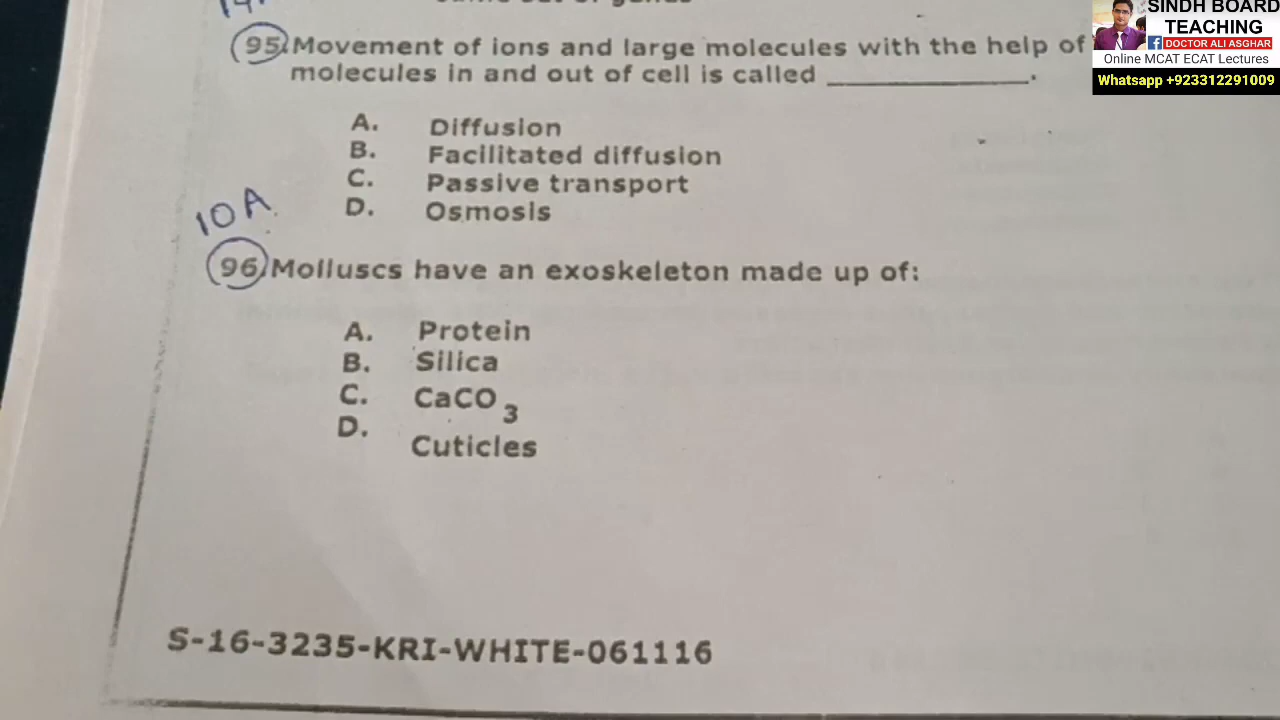 SINDH BOARD
TEACHING
f DOCTOR ALI ASGHAR
Online MCAT ECAT Lectures
Whatsapp +923312291009
95. Movement of ions and large molecules with the help of
molecules in and out of cell is called ____________.
A. Diffusion
B. Facilitated diffusion
C. Passive transport
D. Osmosis
10A
96. Molluscs have an exoskeleton made up of:
A. Protein
B. Silica
C. CaCO3
D. Cuticles
S-16-3235-KRI-WHITE-061116